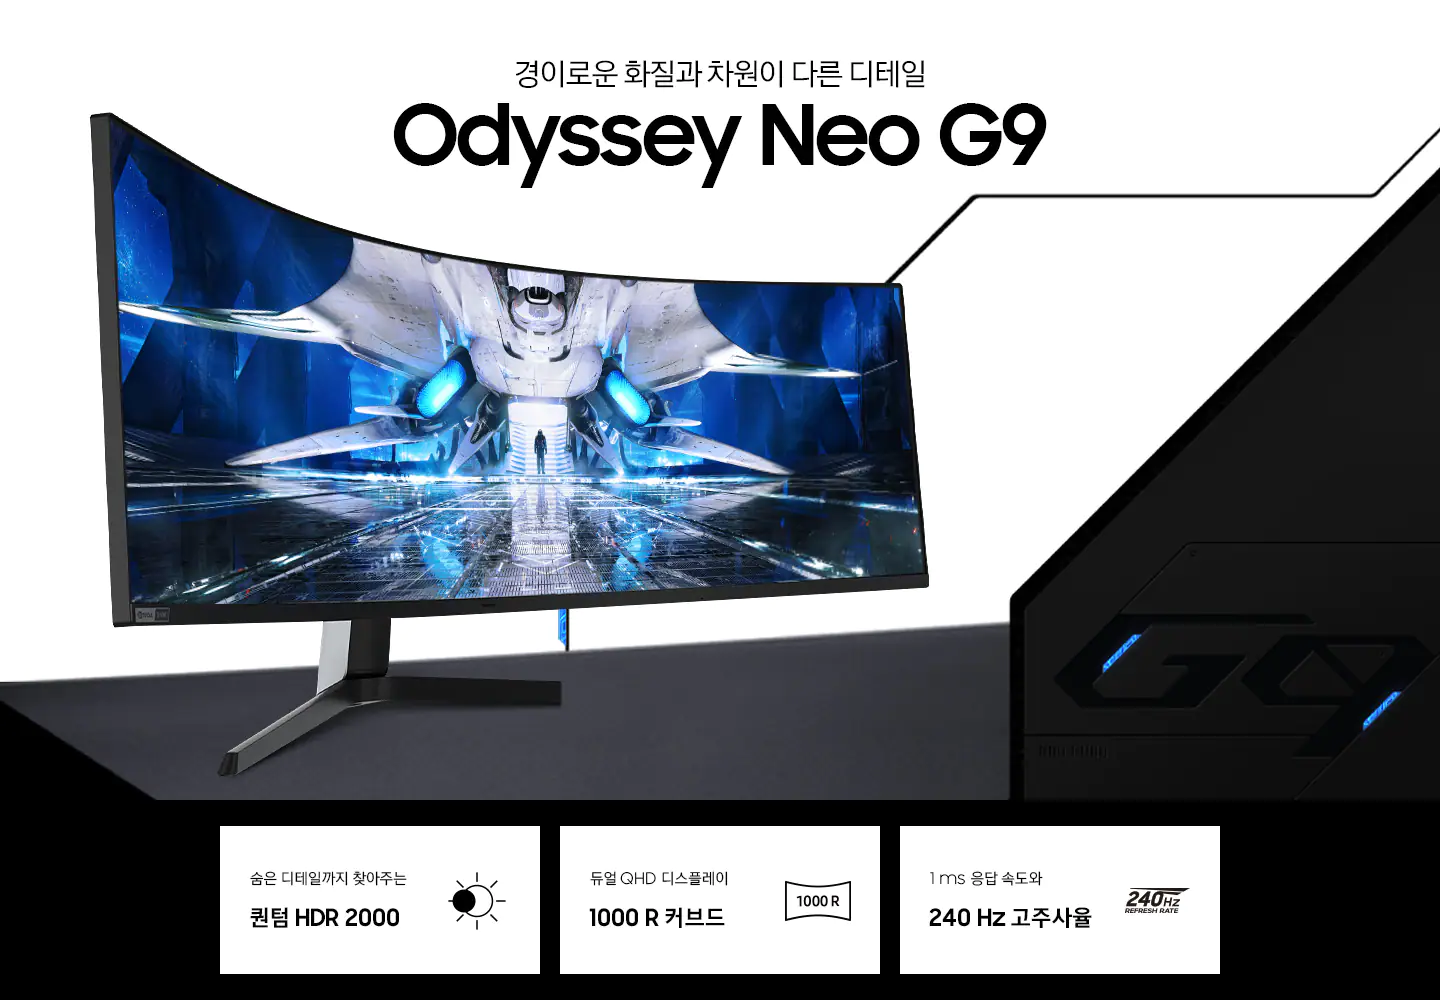 경이로운 화질과 차원이 다른 디테일
Odyssey Neo G9
G9
숨은 디테일까지 찾아주는
퀀텀 HDR 2000
듀얼 QHD 디스플레이
1000 R 커브드
1000 R
1 ms 응답 속도와
240 Hz 고주사율
240Hz
REFRESH RATE